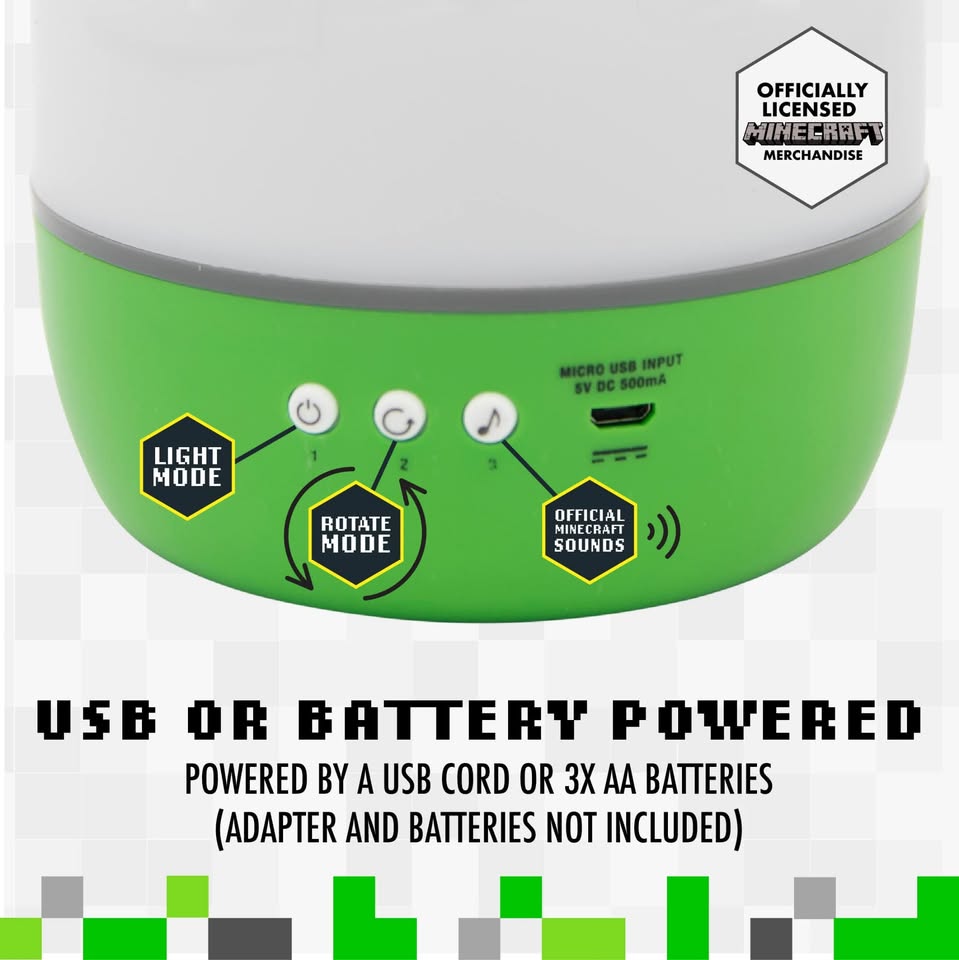 OFFICIALLY
LICENSED
MINECRAFT
MERCHANDISE
MICRO USB INPUT
5V DC 500mA
1
2
3
LIGHT
MODE
ROTATE
MODE
OFFICIAL
MINECRAFT
SOUNDS
USB OR BATTERY POWERED
POWERED BY A USB CORD OR 3X AA BATTERIES
(ADAPTER AND BATTERIES NOT INCLUDED)